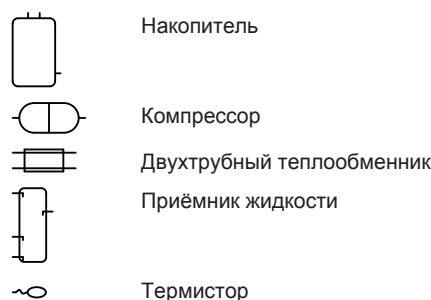 Накопитель
Компрессор
Двухтрубный теплообменник
Приёмник жидкости
Термистор